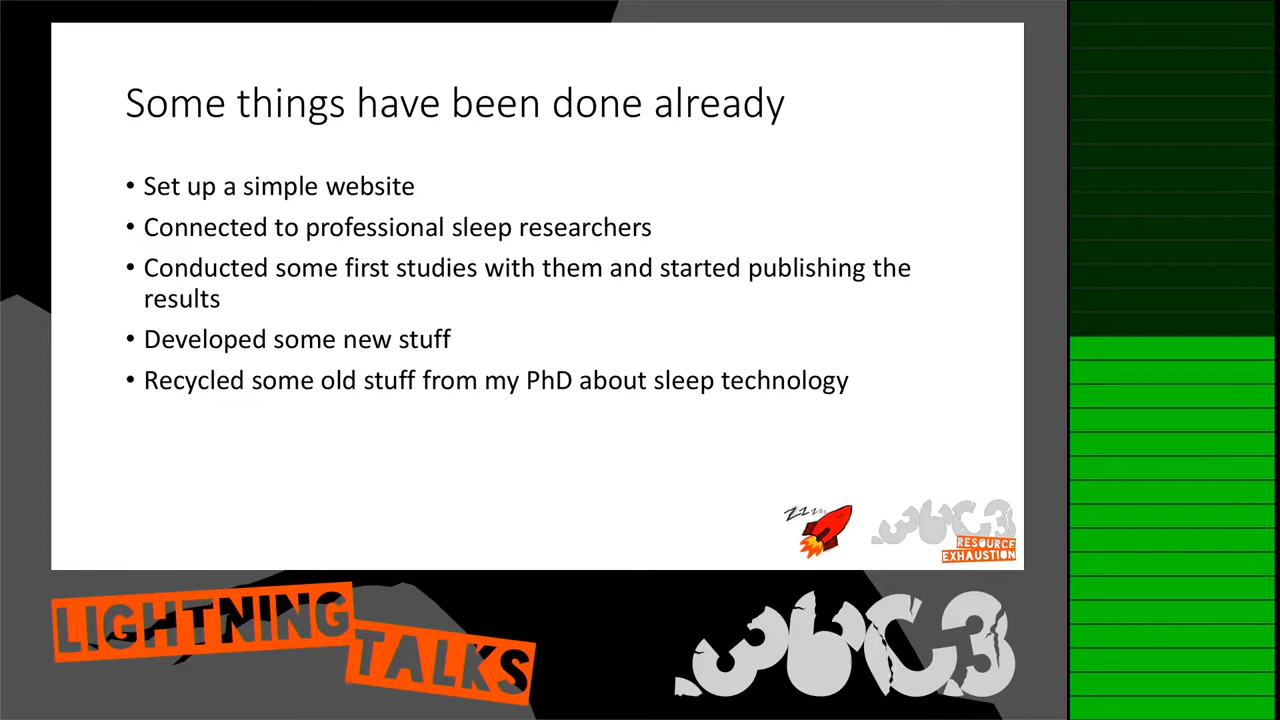 Some things have been done already
• Set up a simple website
• Connected to professional sleep researchers
• Conducted some first studies with them and started publishing the
results
• Developed some new stuff
• Recycled some old stuff from my PhD about sleep technology
zzzz
36C3
RESOURCE
EXHAUSTION
LIGHTNING
TALKS
36C3